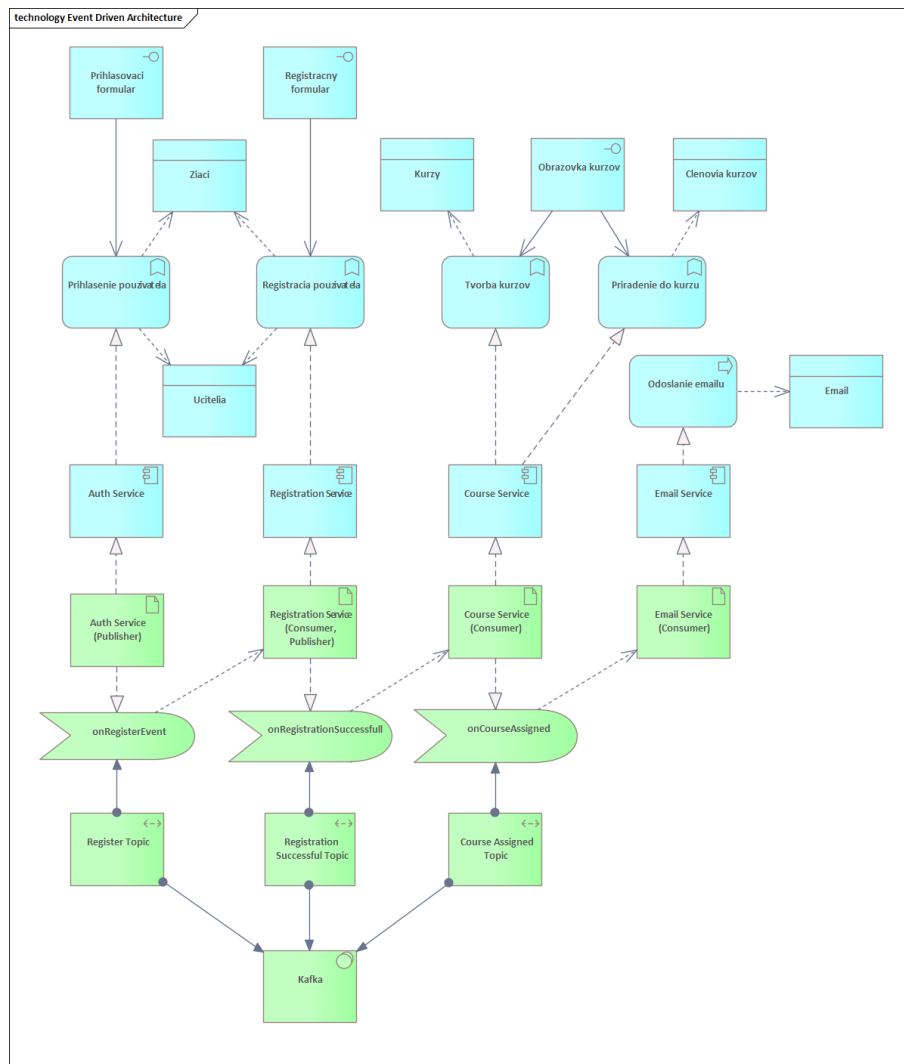 technology Event Driven Architecture
Prihlasovaci
formular
Registracny
formular
Ziaci
Kurzy
Obrazovka kurzov
Clenovia kurzov
Prihlasenie pouzivatela
Registracia pouzivatela
Tvorba kurzov
Priradenie do kurzu
Ucitelia
Odoslanie emailu
Email
Auth Service
Registration Service
Course Service
Email Service
Auth Service
(Publisher)
Registration Service
(Consumer,
Publisher)
Course Service
(Consumer)
Email Service
(Consumer)
onRegisterEvent
onRegistrationSuccessfull
onCourseAssigned
Register Topic
Registration
Successful Topic
Course Assigned
Topic
Kafka